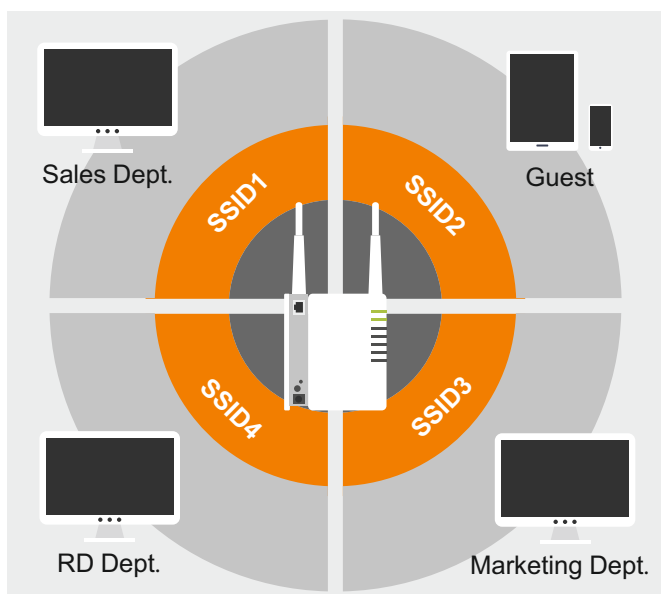 Sales Dept.
SSID1
SSID2
Guest
SSID4
SSID3
RD Dept.
Marketing Dept.